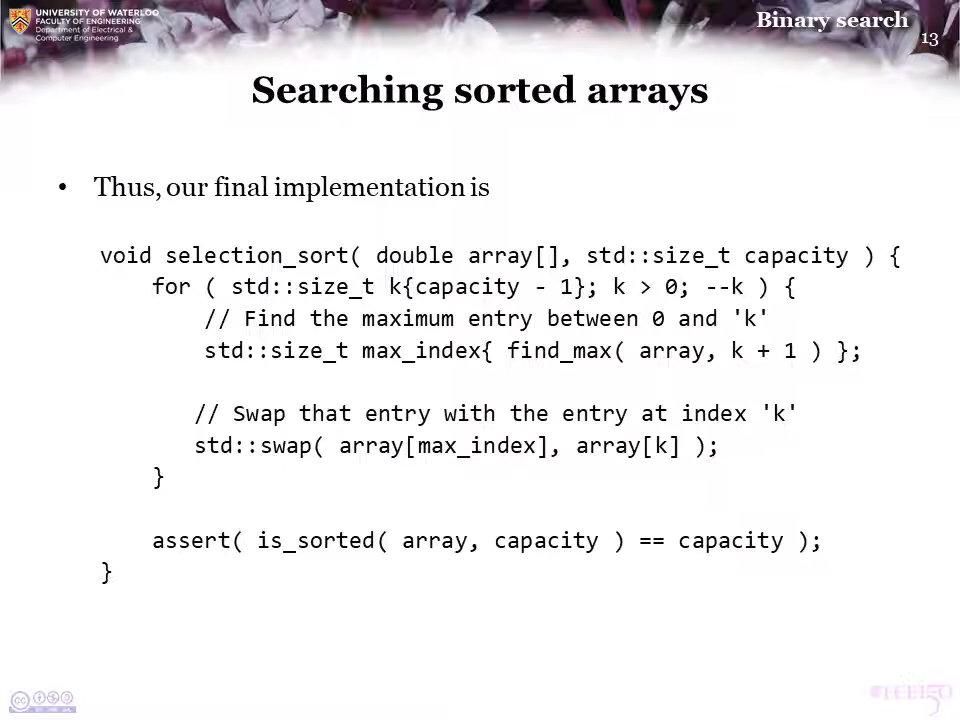 UNIVERSITY OF WATERLOO
FACULTY OF ENGINEERING
Department of Electrical &
Computer Engineering
Binary search
13
Searching sorted arrays
• Thus, our final implementation is
void selection_sort( double array[], std::size_t capacity ) {
    for ( std::size_t k{capacity - 1}; k > 0; --k ) {
        // Find the maximum entry between 0 and 'k'
        std::size_t max_index{ find_max( array, k + 1 ) };
        // Swap that entry with the entry at index 'k'
        std::swap( array[max_index], array[k] );
    }
    assert( is_sorted( array, capacity ) == capacity );
}
cc